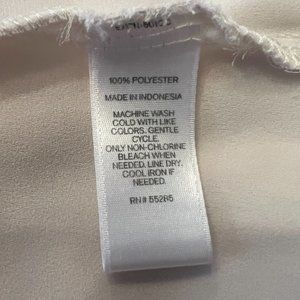 100% POLYESTER
MADE IN INDONESIA
MACHINE WASH
COLD WITH LIKE
COLORS. GENTLE
CYCLE.
ONLY NON-CHLORINE
BLEACH WHEN
NEEDED. LINE DRY.
COOL IRON IF
NEEDED.
RN# 55285